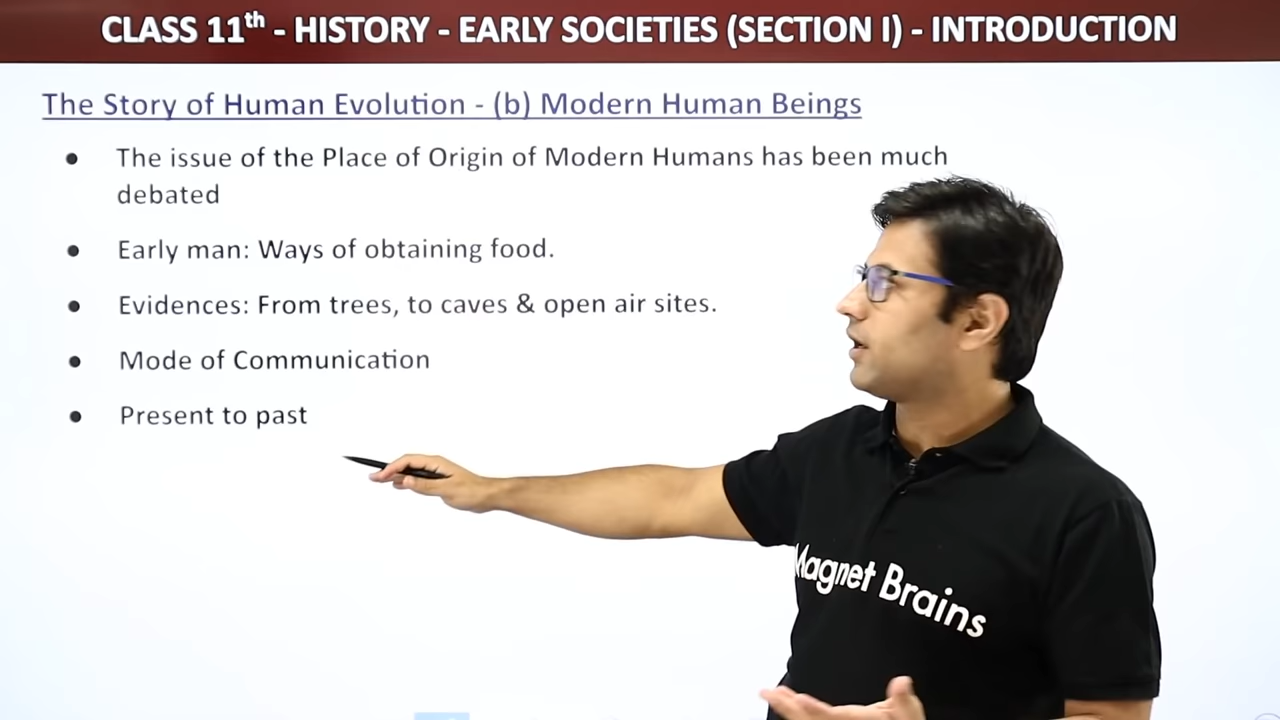 CLASS 11th - HISTORY - EARLY SOCIETIES (SECTION I) - INTRODUCTION
The Story of Human Evolution - (b) Modern Human Beings
• The issue of the Place of Origin of Modern Humans has been much
debated
• Early man: Ways of obtaining food.
• Evidences: From trees, to caves & open air sites.
• Mode of Communication
• Present to past
Magnet Brains